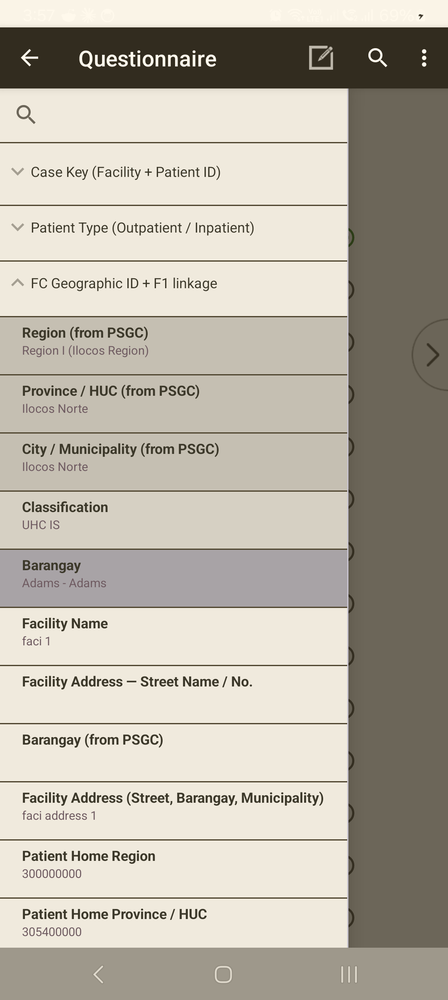 3:57
Vo))
LTE1
2
69%
Questionnaire
Case Key (Facility + Patient ID)
Patient Type (Outpatient / Inpatient)
FC Geographic ID + F1 linkage
Region (from PSGC)
Region I (Ilocos Region)
Province / HUC (from PSGC)
Ilocos Norte
City / Municipality (from PSGC)
Ilocos Norte
Classification
UHC IS
Barangay
Adams - Adams
Facility Name
faci 1
Facility Address — Street Name / No.
Barangay (from PSGC)
Facility Address (Street, Barangay, Municipality)
faci address 1
Patient Home Region
300000000
Patient Home Province / HUC
305400000